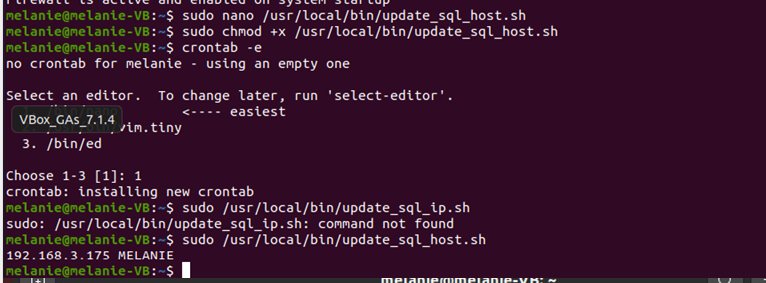 Firewall is active and enabled on system startup
melanie@melanie-VB:~$ sudo nano /usr/local/bin/update_sql_host.sh
melanie@melanie-VB:~$ sudo chmod +x /usr/local/bin/update_sql_host.sh
melanie@melanie-VB:~$ crontab -e
no crontab for melanie - using an empty one
Select an editor.  To change later, run 'select-editor'.
<---- easiest
VBox_GAs_7.1.4
vim.tiny
3. /bin/ed
Choose 1-3 [1]: 1
crontab: installing new crontab
melanie@melanie-VB:~$ sudo /usr/local/bin/update_sql_ip.sh
sudo: /usr/local/bin/update_sql_ip.sh: command not found
melanie@melanie-VB:~$ sudo /usr/local/bin/update_sql_host.sh
192.168.3.175 MELANIE
melanie@melanie-VB:~$
melanie@melanie-VB: ~